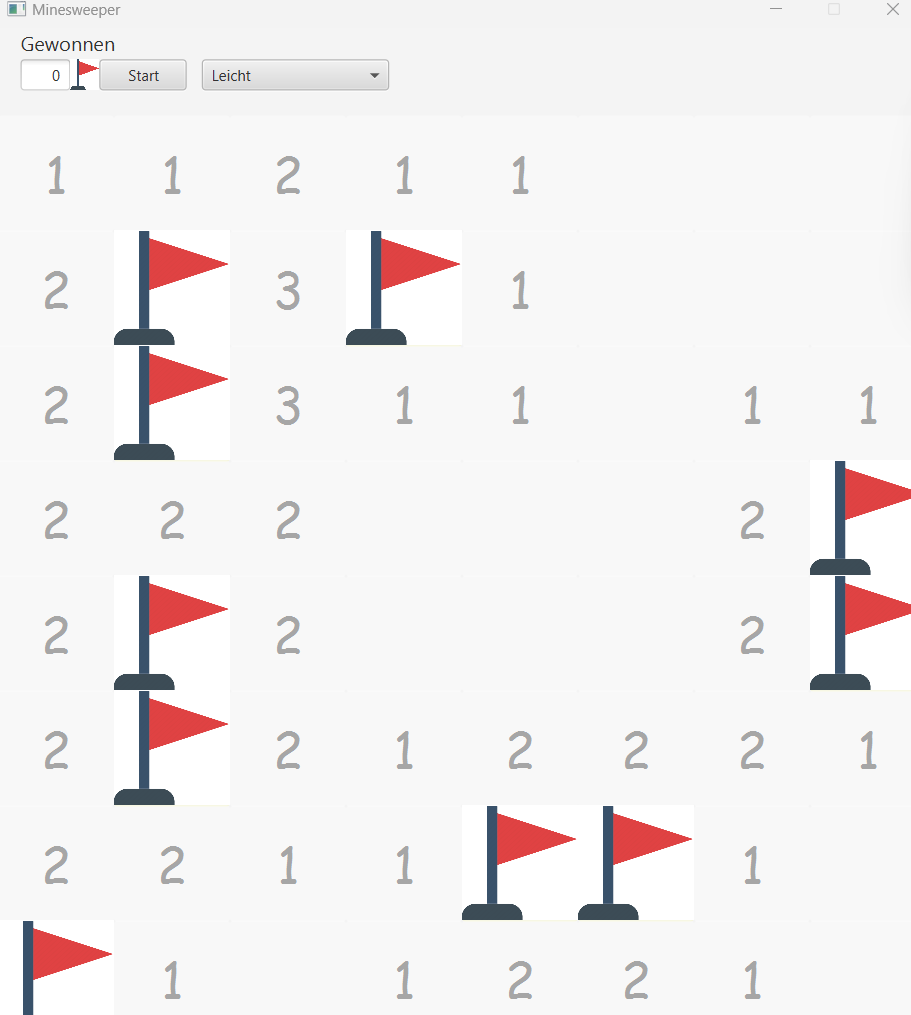 Minesweeper
Gewonnen
0 Start Leicht
1 1 2 1 1
2 3 1
2 3 1 1 1 1
2 2 2 2
2 2 2
2 2 1 2 2 2 1
2 2 1 1 1
1 1 2 2 1